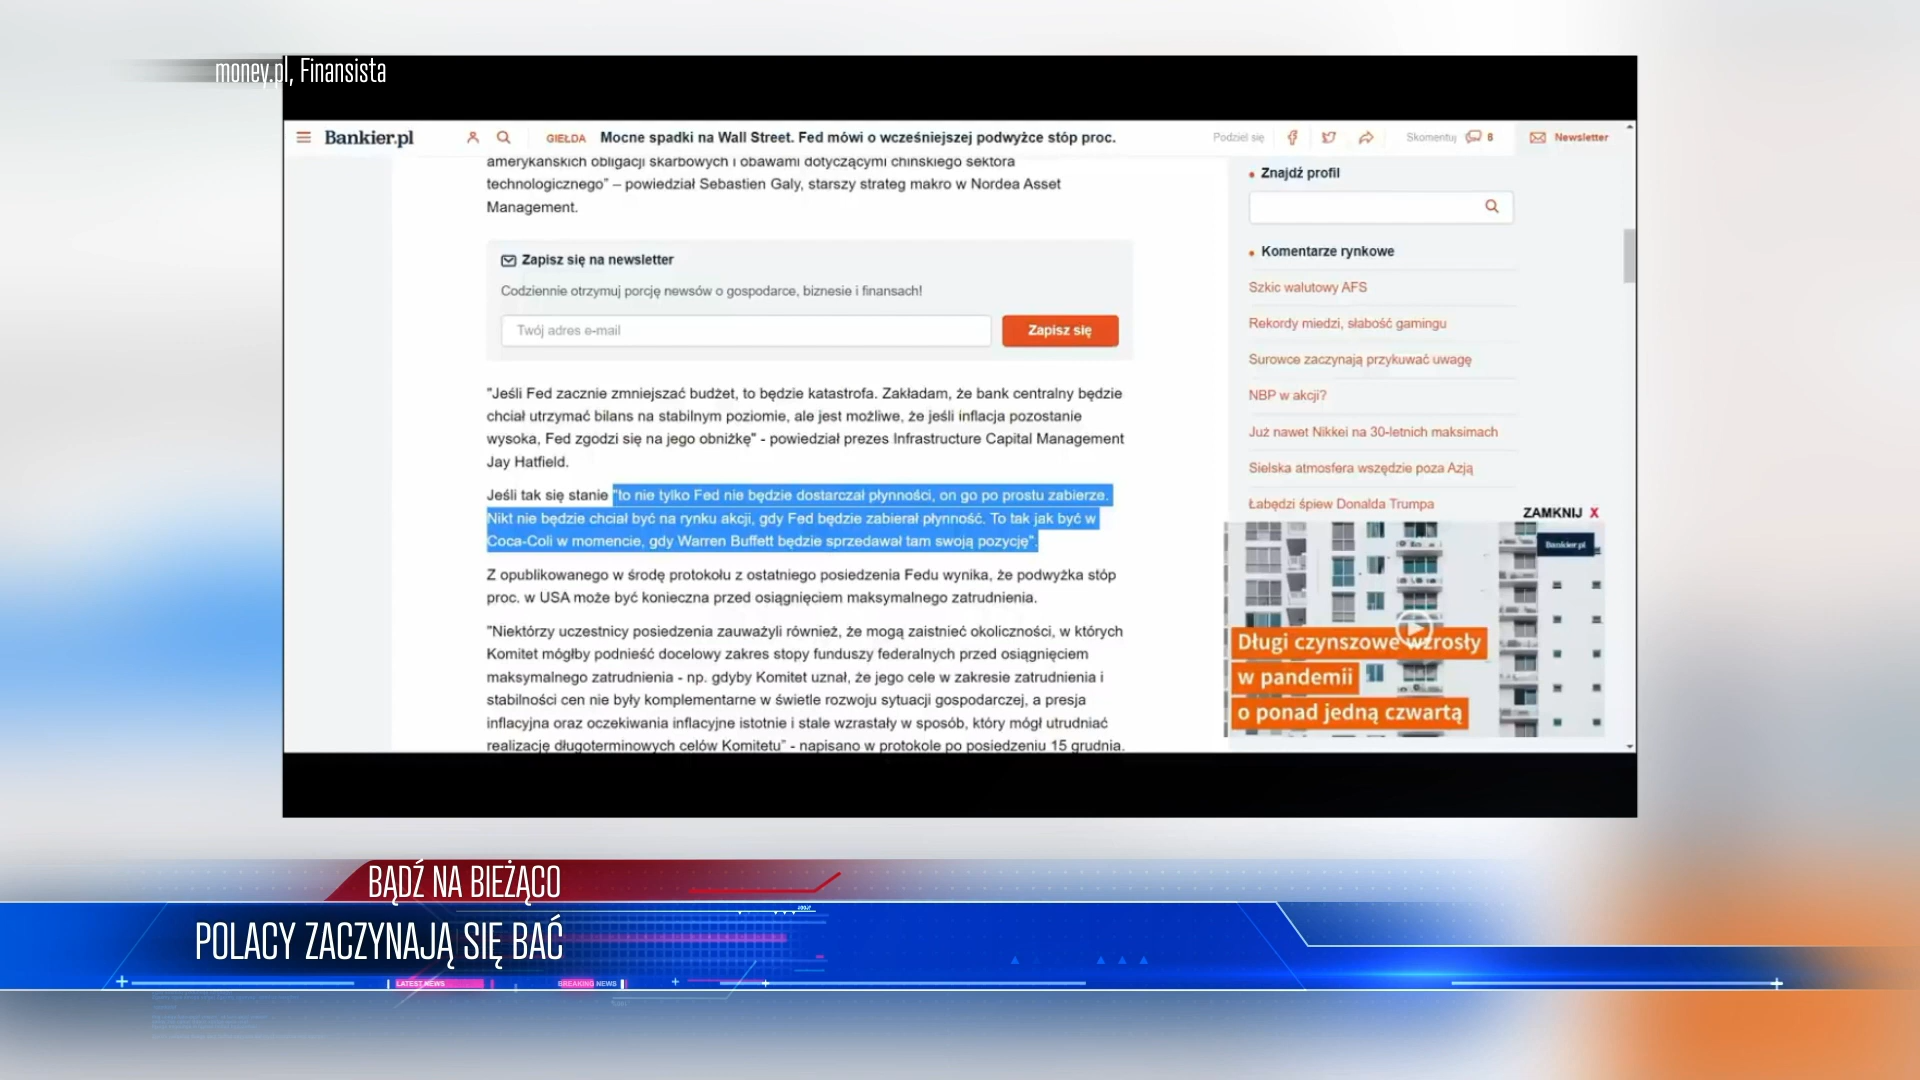 money.pl, Finansista
Bankier.pl
GIEŁDA
Mocne spadki na Wall Street. Fed mówi o wcześniejszej podwyżce stóp proc.
Podziel się
Skomentuj
6
Newsletter
amerykańskich obligacji skarbowych i obawami dotyczącymi chińskiego sektora
technologicznego" – powiedział Sebastien Galy, starszy strateg makro w Nordea Asset
Management.
Zapisz się na newsletter
Codziennie otrzymuj porcję newsów o gospodarce, biznesie i finansach!
Twój adres e-mail
Zapisz się
"Jeśli Fed zacznie zmniejszać budżet, to będzie katastrofa. Zakładam, że bank centralny będzie
chciał utrzymać bilans na stabilnym poziomie, ale jest możliwe, że jeśli inflacja pozostanie
wysoka, Fed zgodzi się na jego obniżkę" - powiedział prezes Infrastructure Capital Management
Jay Hatfield.
Jeśli tak się stanie "to nie tylko Fed nie będzie dostarczał płynności, on go po prostu zabierze.
Nikt nie będzie chciał być na rynku akcji, gdy Fed będzie zabierał płynność. To tak jak być w
Coca-Coli w momencie, gdy Warren Buffett będzie sprzedawał tam swoją pozycję".
Z opublikowanego w środę protokołu z ostatniego posiedzenia Fedu wynika, że podwyżka stóp
proc. w USA może być konieczna przed osiągnięciem maksymalnego zatrudnienia.
"Niektórzy uczestnicy posiedzenia zauważyli również, że mogą zaistnieć okoliczności, w których
Komitet mógłby podnieść docelowy zakres stopy funduszy federalnych przed osiągnięciem
maksymalnego zatrudnienia - np. gdyby Komitet uznał, że jego cele w zakresie zatrudnienia i
stabilności cen nie były komplementarne w świetle rozwoju sytuacji gospodarczej, a presja
inflacyjna oraz oczekiwania inflacyjne istotnie i stale wzrastały w sposób, który mógł utrudniać
realizację długoterminowych celów Komitetu" - napisano w protokole po posiedzeniu 15 grudnia.
Znajdź profil
Komentarze rynkowe
Szkic walutowy AFS
Rekordy miedzi, słabość gamingu
Surowce zaczynają przykuwać uwagę
NBP w akcji?
Już nawet Nikkei na 30-letnich maksimach
Sielska atmosfera wszędzie poza Azją
Łabędzi śpiew Donalda Trumpa
ZAMKNIJ X
Bankier.pl
Długi czynszowe wzrosły
w pandemii
o ponad jedną czwartą
BĄDŹ NA BIEŻĄCO
POLACY ZACZYNAJĄ SIĘ BAĆ
LATEST NEWS
BREAKING NEWS